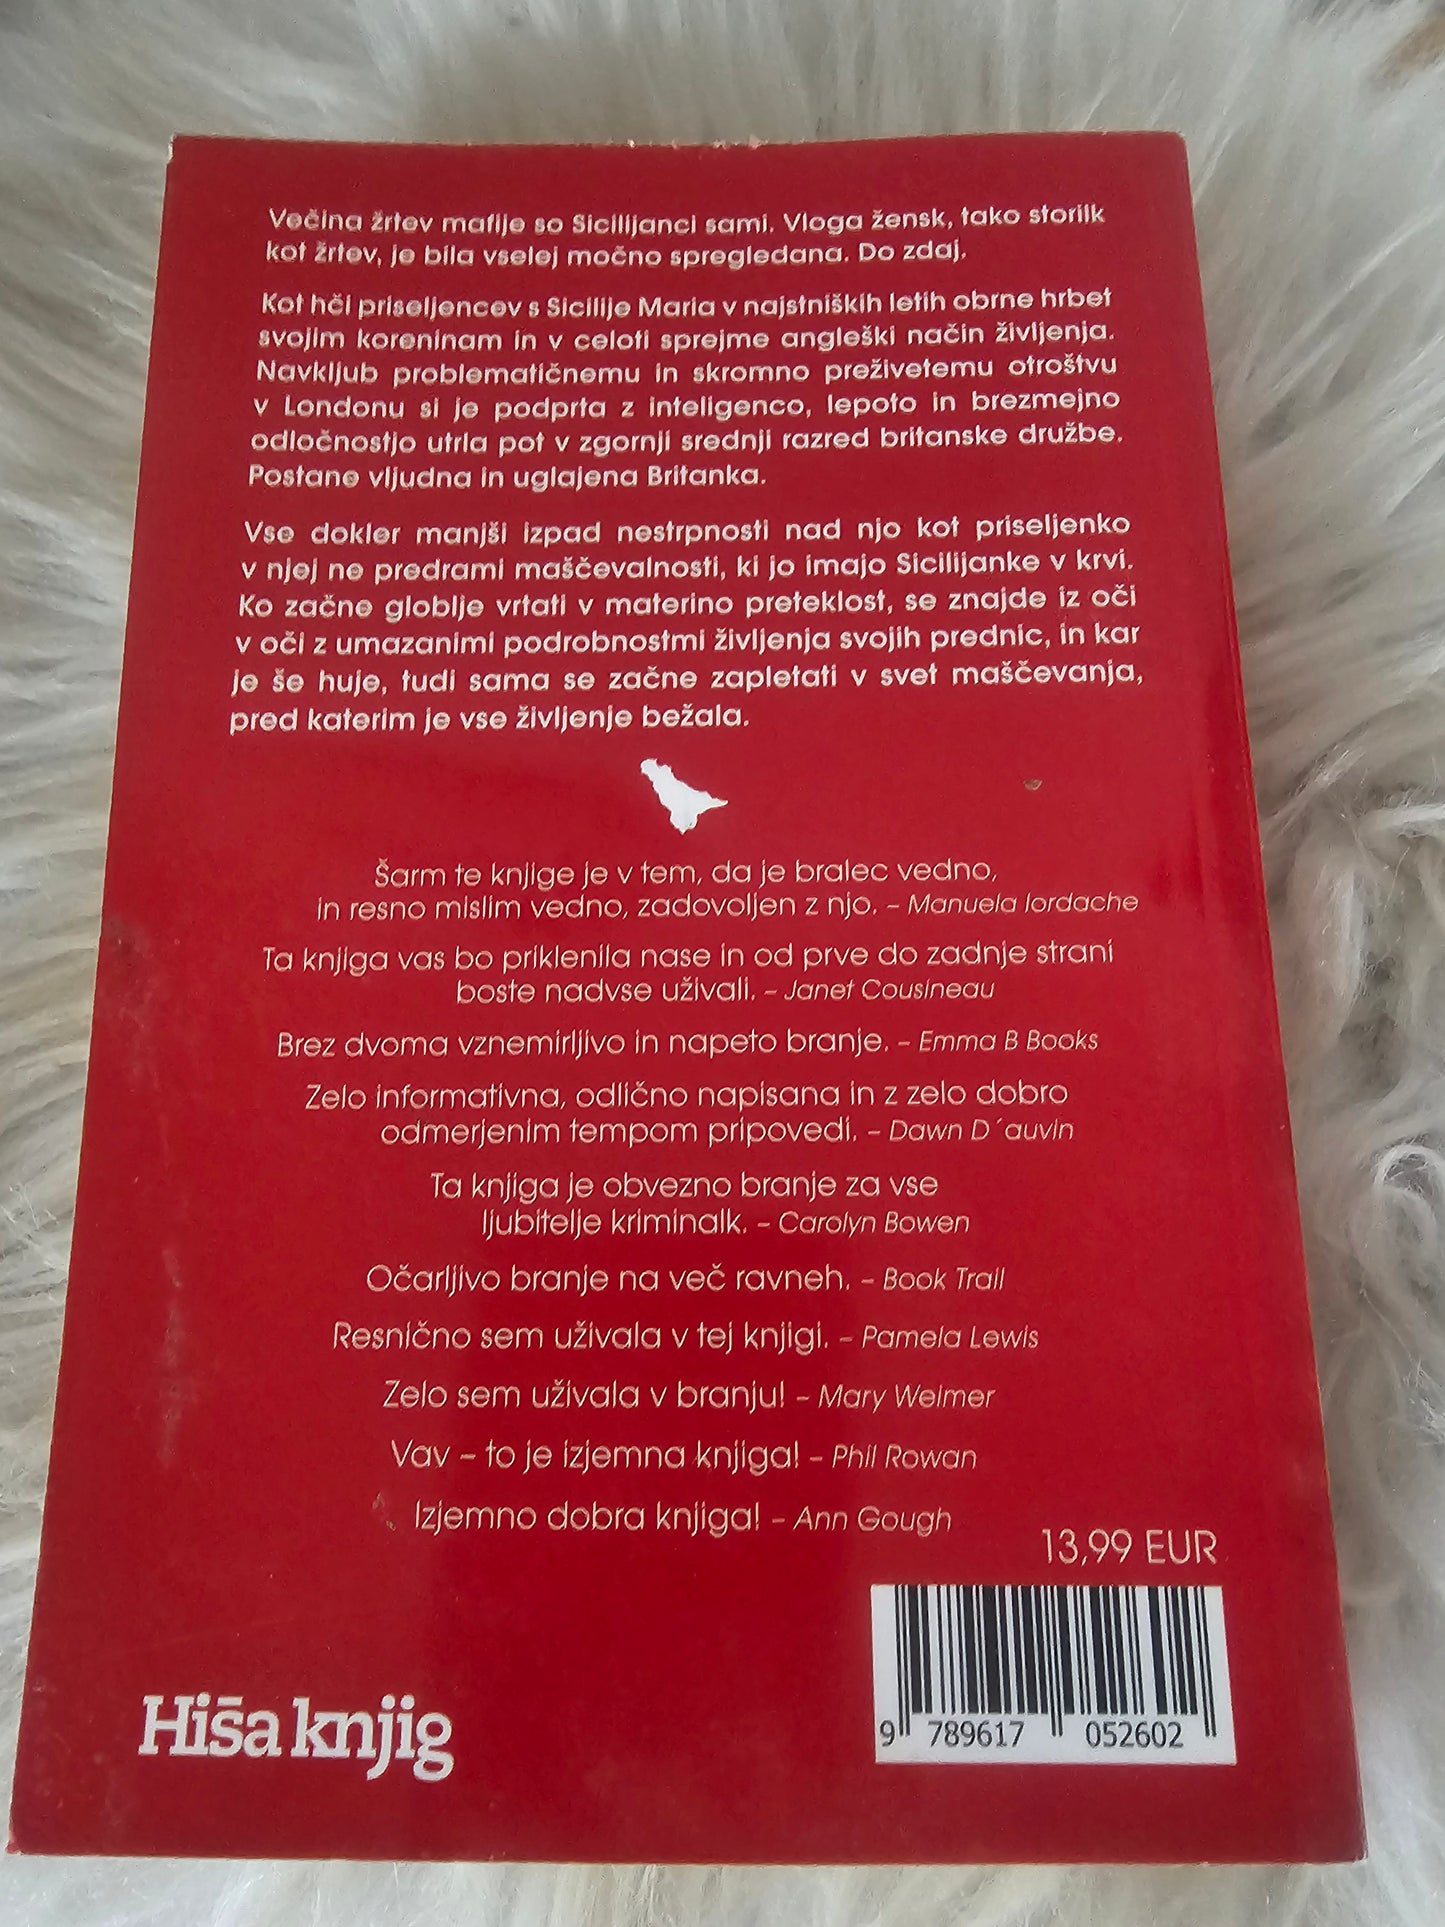 Večina žrtev mafije so Sicilijanci sami. Vloga žensk, tako storilk
kot žrtev, je bila vselej močno spregledana. Do zdaj.
Kot hči priseljencev s Sicilije Maria v najstniških letih obrne hrbet
svojim koreninam in v celoti sprejme angleški način življenja.
Navkljub problematičnemu in skromno preživetemu otroštvu
v Londonu si je podprta z inteligenco, lepoto in brezmejno
odločnostjo utrla pot v zgornji srednji razred britanske družbe.
Postane vljudna in uglajena Britanka.
Vse dokler manjši izpad nestrpnosti nad njo kot priseljenko
v njej ne predrami maščevalnosti, ki jo imajo Sicilijanke v krvi.
Ko začne globlje vrtati v materino preteklost, se znajde iz oči
v oči z umazanimi podrobnostmi življenja svojih prednic, in kar
je še huje, tudi sama se začne zapletati v svet maščevanja,
pred katerim je vse življenje bežala.
Šarm te knjige je v tem, da je bralec vedno,
in resno mislim vedno, zadovoljen z njo. – Manuela Iordache
Ta knjiga vas bo priklenila nase in od prve do zadnje strani
boste nadvse uživali. – Janet Cousineau
Brez dvoma vznemirljivo in napeto branje. – Emma B Books
Zelo informativna, odlično napisana in z zelo dobro
odmerjenim tempom pripovedi. – Dawn D´auvin
Ta knjiga je obvezno branje za vse
ljubitelje kriminalk. – Carolyn Bowen
Očarljivo branje na več ravneh. – Book Trail
Resnično sem uživala v tej knjigi. – Pamela Lewis
Zelo sem uživala v branju! – Mary Weimer
Vav – to je izjemna knjiga! – Phil Rowan
Izjemno dobra knjiga! – Ann Gough
13,99 EUR
Hiša knjig
9 789617 052602